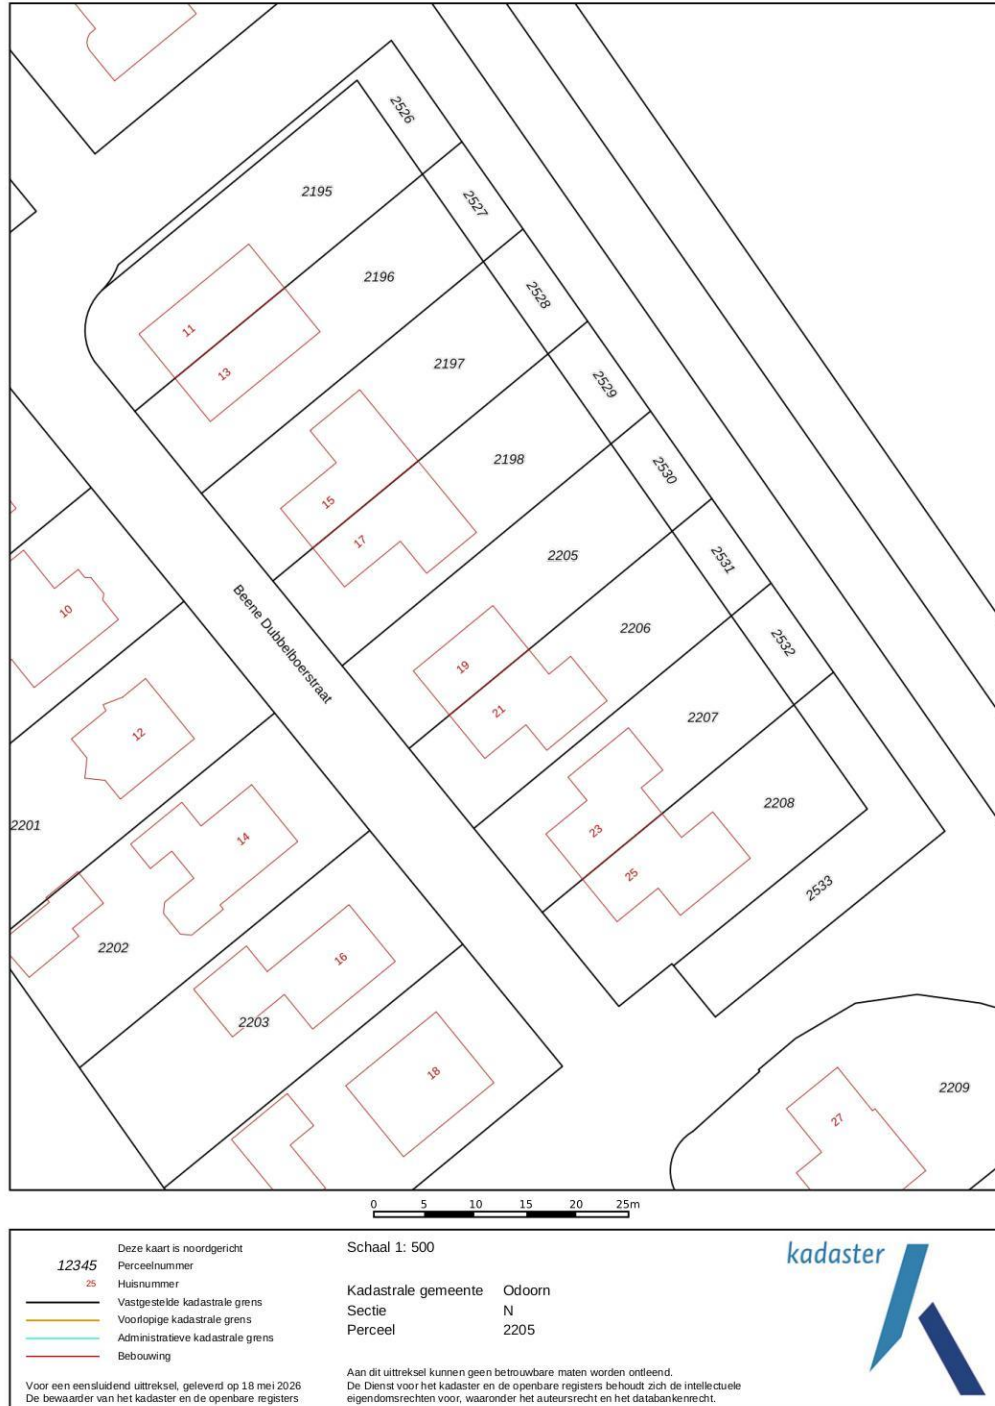 2526
2195
2527
2196
2528
11
2197
13
2529
2198
2530
15
17
2205
2531
10
Beene Dubbelboerstraat
2206
2532
19
21
2207
12
2208
2201
14
23
25
2533
2202
16
2203
18
2209
27
0 5 10 15 20 25m
Deze kaart is noordgericht
12345 Perceelnummer
25 Huisnummer
Vastgestelde kadastrale grens
Voorlopige kadastrale grens
Administratieve kadastrale grens
Bebouwing
Voor een eensluidend uittreksel, geleverd op 18 mei 2026
De bewaarder van het kadaster en de openbare registers
Schaal 1: 500
Kadastrale gemeente Odoorn
Sectie N
Perceel 2205
Aan dit uittreksel kunnen geen betrouwbare maten worden ontleend.
De Dienst voor het kadaster en de openbare registers behoudt zich de intellectuele
eigendomsrechten voor, waaronder het auteursrecht en het databankenrecht.
kadaster